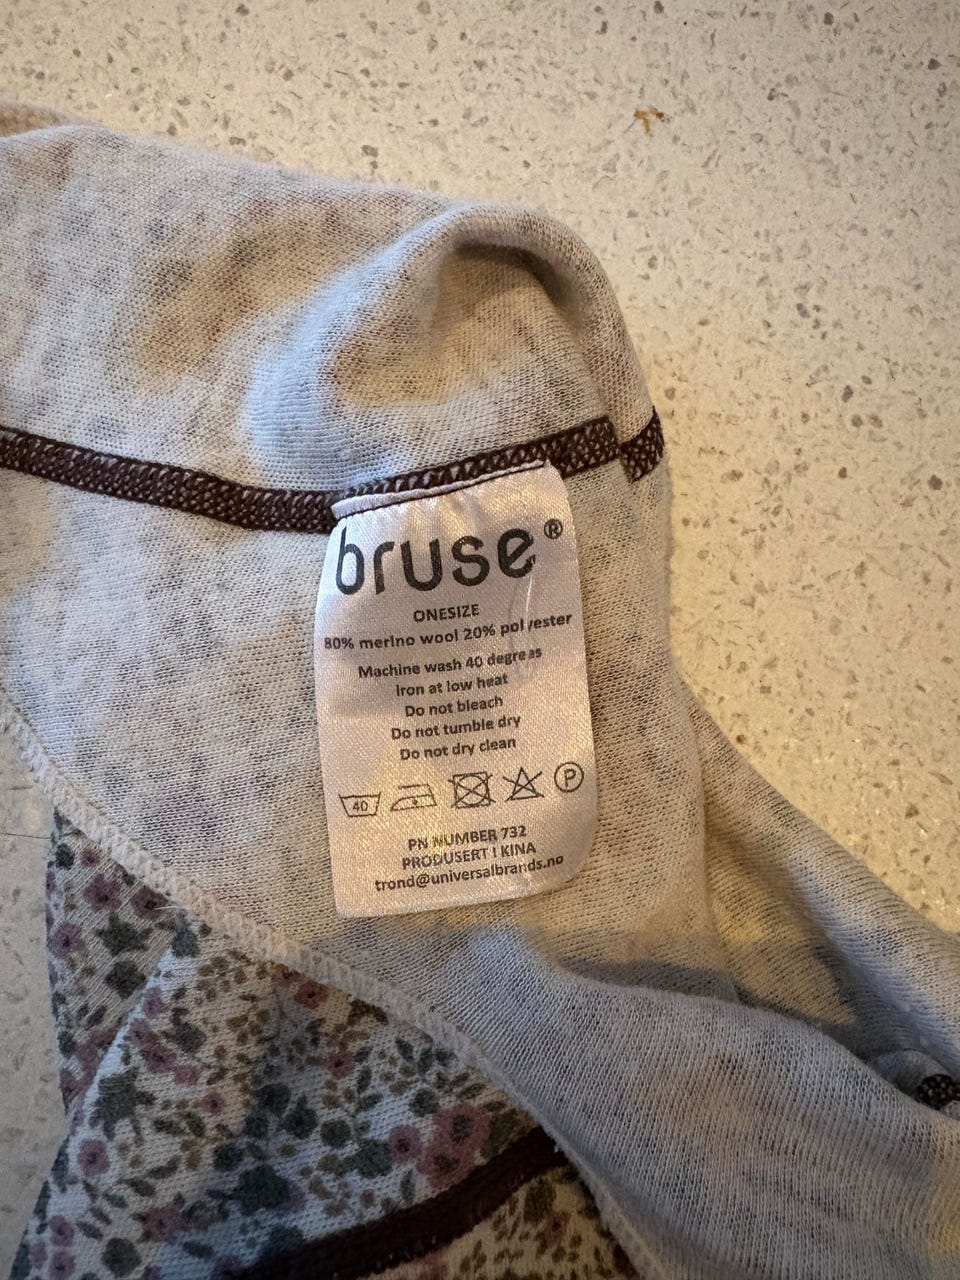 bruse®
ONESIZE
80% merino wool 20% polyester
Machine wash 40 degrees
Iron at low heat
Do not bleach
Do not tumble dry
Do not dry clean
40 P
PN NUMBER 732
PRODUSERT I KINA
trond@universalbrands.no